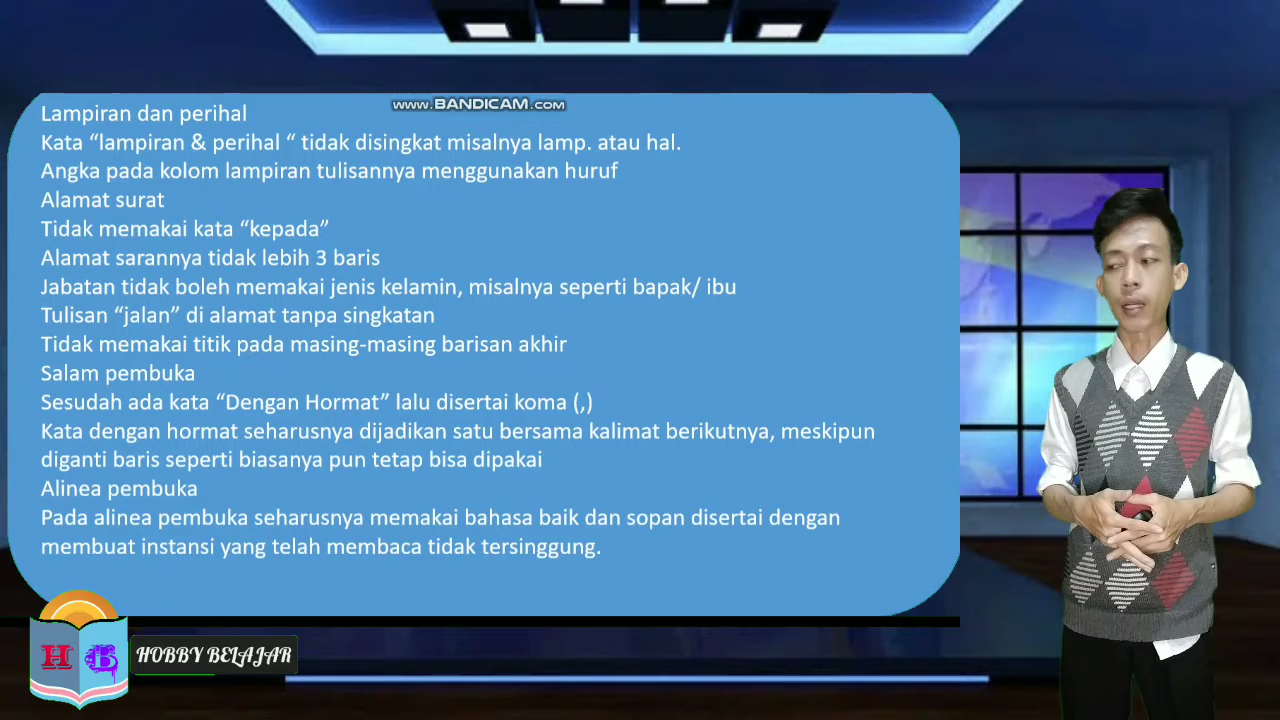 www.BANDICAM.com
Lampiran dan perihal
Kata “lampiran & perihal “ tidak disingkat misalnya lamp. atau hal.
Angka pada kolom lampiran tulisannya menggunakan huruf
Alamat surat
Tidak memakai kata “kepada”
Alamat sarannya tidak lebih 3 baris
Jabatan tidak boleh memakai jenis kelamin, misalnya seperti bapak/ ibu
Tulisan “jalan” di alamat tanpa singkatan
Tidak memakai titik pada masing-masing barisan akhir
Salam pembuka
Sesudah ada kata “Dengan Hormat” lalu disertai koma (,)
Kata dengan hormat seharusnya dijadikan satu bersama kalimat berikutnya, meskipun
diganti baris seperti biasanya pun tetap bisa dipakai
Alinea pembuka
Pada alinea pembuka seharusnya memakai bahasa baik dan sopan disertai dengan
membuat instansi yang telah membaca tidak tersinggung.
H B
HOBBY BELAJAR